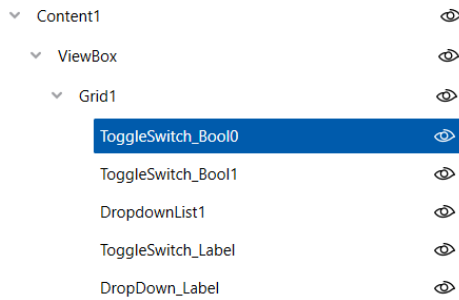 Content1
ViewBox
Grid1
ToggleSwitch_Bool0
ToggleSwitch_Bool1
DropdownList1
ToggleSwitch_Label
DropDown_Label